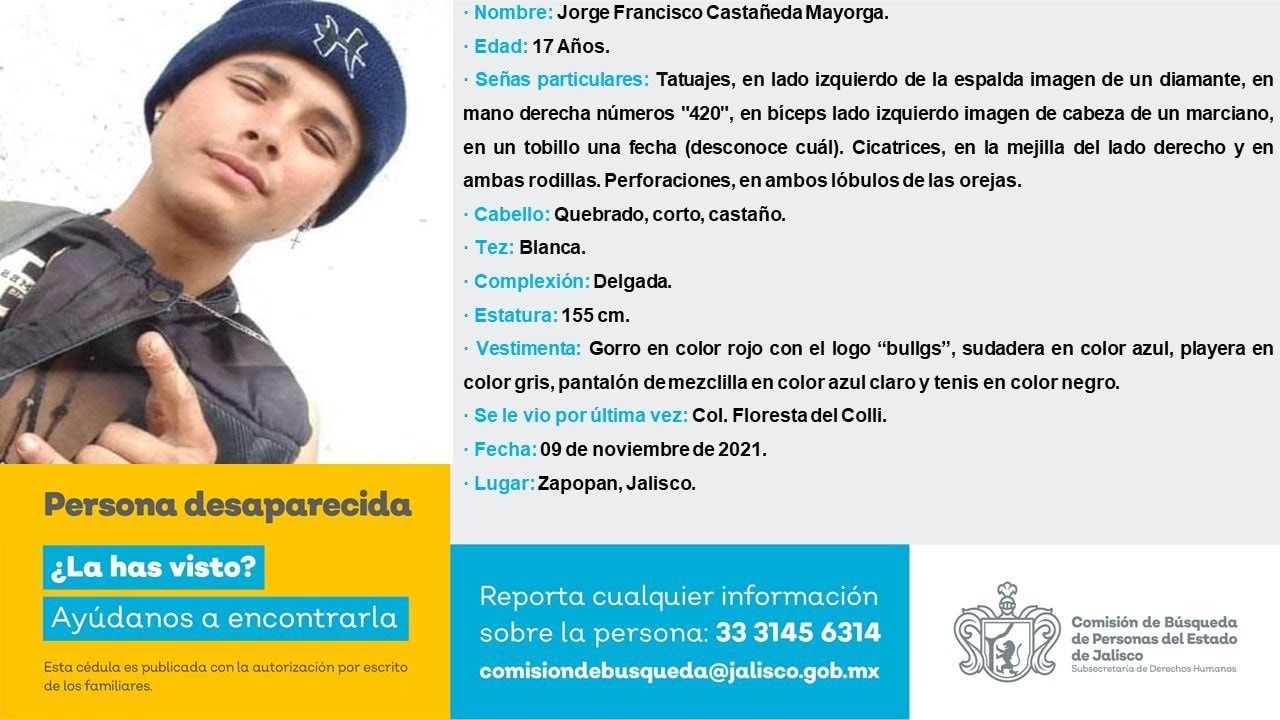 · Nombre: Jorge Francisco Castañeda Mayorga.
· Edad: 17 Años.
· Señas particulares: Tatuajes, en lado izquierdo de la espalda imagen de un diamante, en
mano derecha números "420", en bíceps lado izquierdo imagen de cabeza de un marciano,
en un tobillo una fecha (desconoce cuál). Cicatrices, en la mejilla del lado derecho y en
ambas rodillas. Perforaciones, en ambos lóbulos de las orejas.
· Cabello: Quebrado, corto, castaño.
· Tez: Blanca.
· Complexión: Delgada.
· Estatura: 155 cm.
· Vestimenta: Gorro en color rojo con el logo “bullgs”, sudadera en color azul, playera en
color gris, pantalón de mezclilla en color azul claro y tenis en color negro.
· Se le vio por última vez: Col. Floresta del Colli.
· Fecha: 09 de noviembre de 2021.
· Lugar: Zapopan, Jalisco.
Persona desaparecida
¿La has visto?
Ayúdanos a encontrarla
Esta cédula es publicada con la autorización por escrito
de los familiares.
Reporta cualquier información
sobre la persona: 33 3145 6314
comisiondebusqueda@jalisco.gob.mx
Comisión de Búsqueda
de Personas del Estado
de Jalisco
Subsecretaría de Derechos Humanos